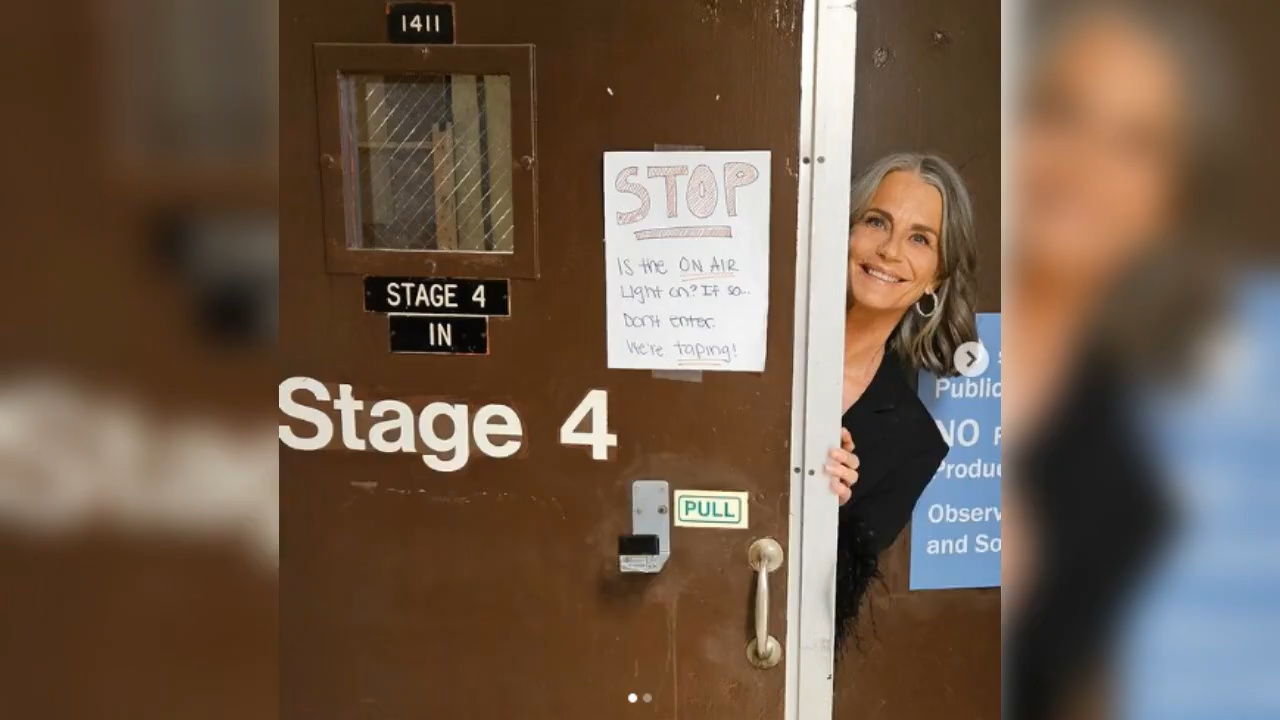 1411
STAGE 4
IN
Stage 4
STOP
Is the ON AIR
Light on? If so...
Don't enter.
We're taping!
PULL
Public
NO
Produc
Observ
and So